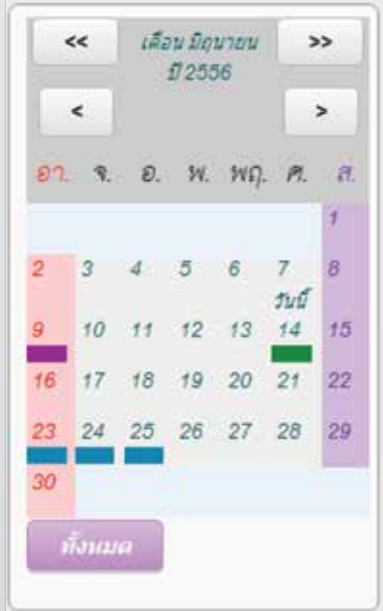 << เดือน มิถุนายน >>
ปี 2556
< >
อา. จ. อ. พ. พฤ. ศ. ส.
1
2 3 4 5 6 7 8
วันนี้
9 10 11 12 13 14 15
16 17 18 19 20 21 22
23 24 25 26 27 28 29
30
ทั้งหมด